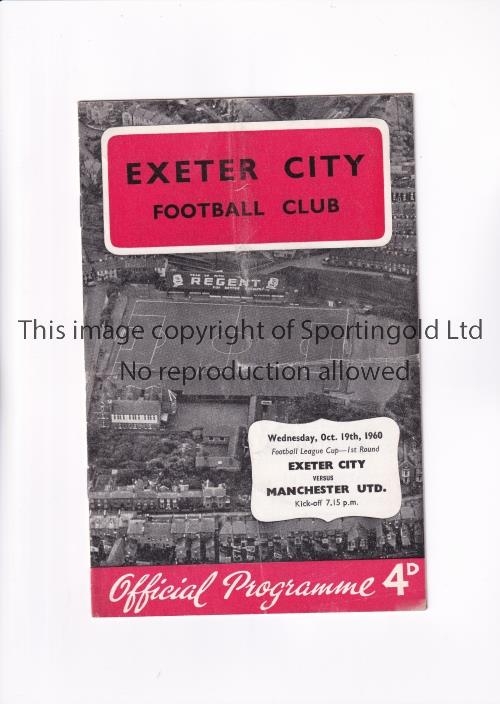 EXETER CITY
FOOTBALL CLUB
REGENT
This image copyright of Sportingold Ltd
No reproduction allowed.
Wednesday, Oct. 19th, 1960
Football League Cup—1st Round
EXETER CITY
VERSUS
MANCHESTER UTD.
Kick-off 7.15 p.m.
Official Programme 4D